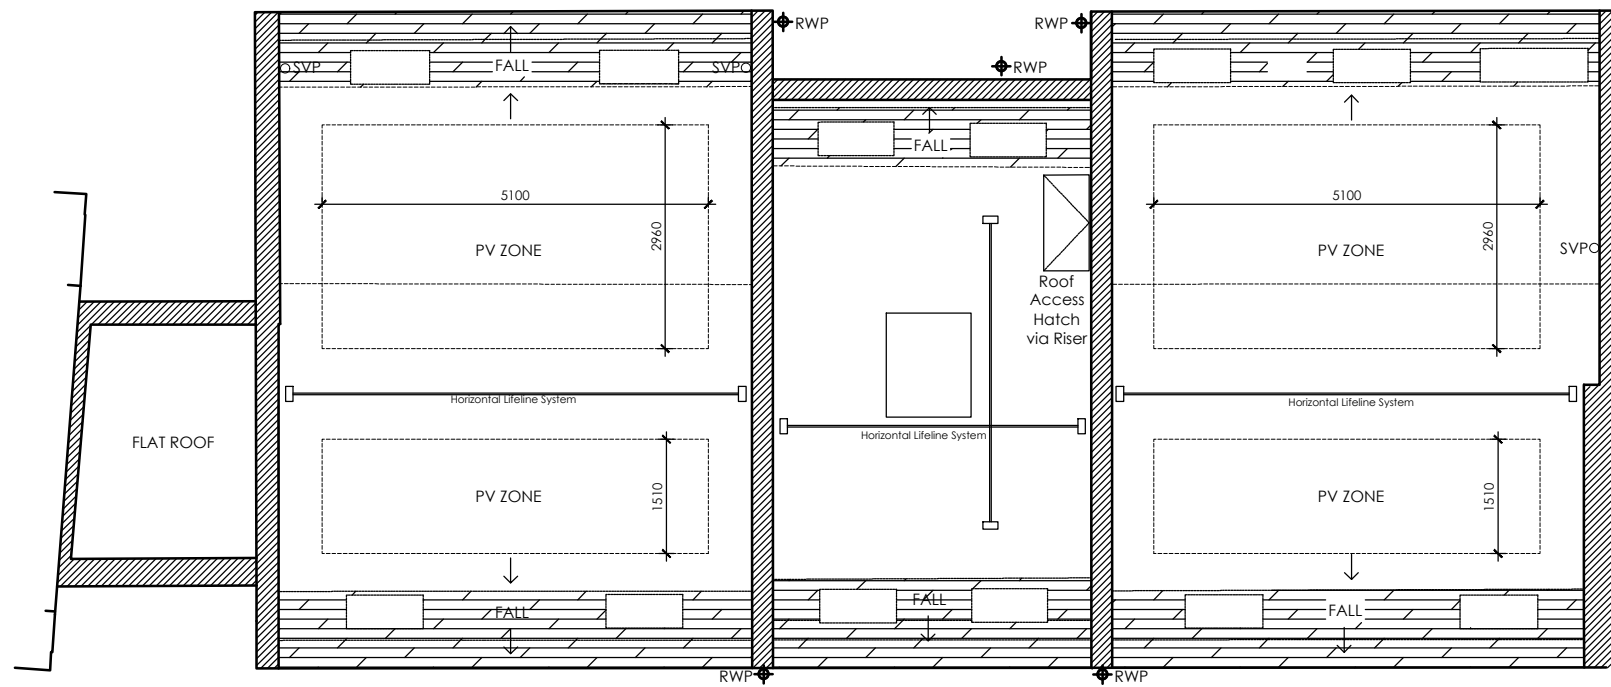 RWP
RWP
RWP
SVP
FALL
SVP
FALL
5100
2960
PV ZONE
5100
2960
PV ZONE
SVP
Roof
Access
Hatch
via Riser
Horizontal Lifeline System
Horizontal Lifeline System
Horizontal Lifeline System
FLAT ROOF
PV ZONE
1510
PV ZONE
1510
FALL
FALL
FALL
RWP
RWP